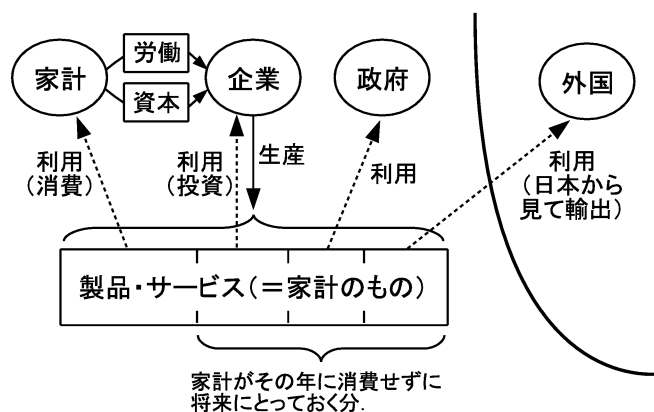 労働
家計
企業
政府
外国
資本
利用
(消費)
利用
(投資)
生産
利用
利用
(日本から
見て輸出)
製品・サービス(=家計のもの)
家計がその年に消費せずに
将来にとっておく分.